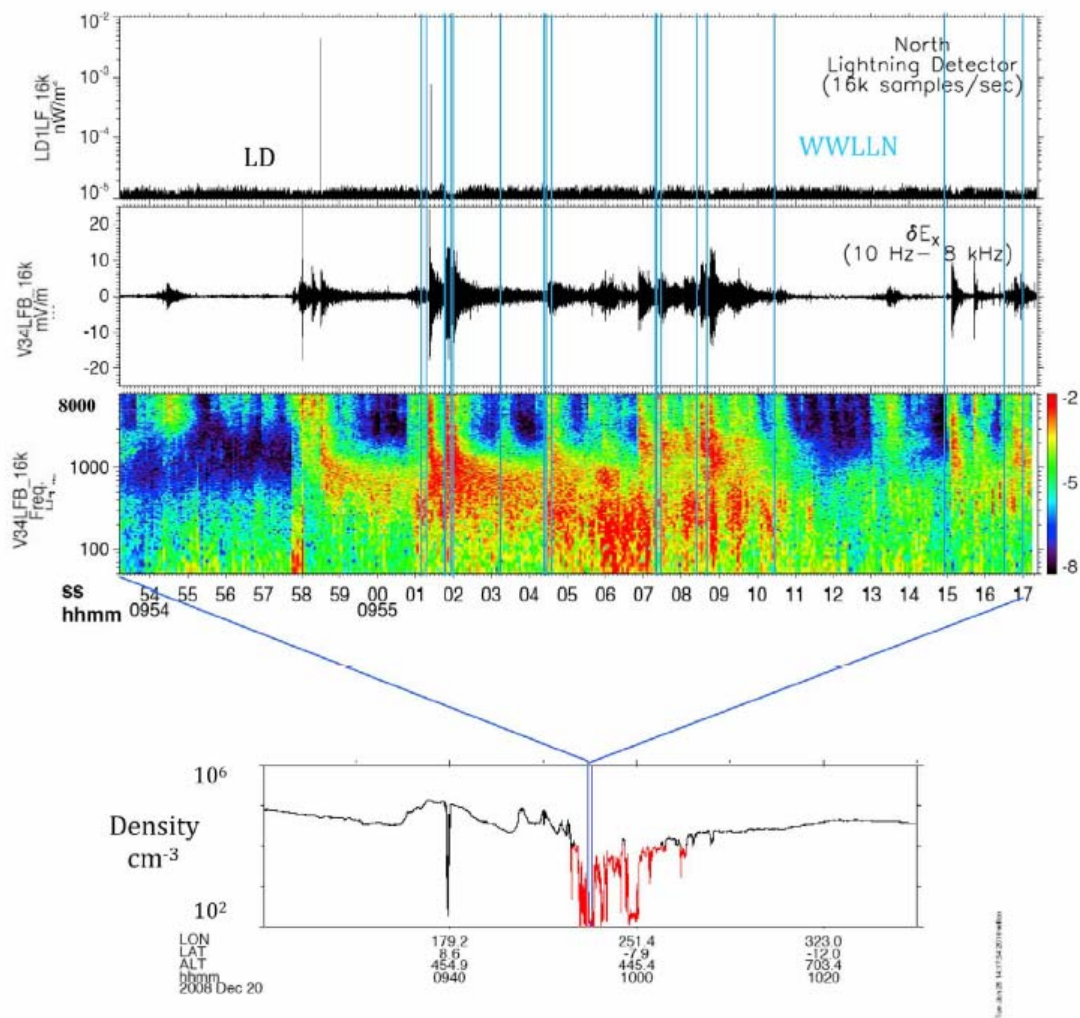 10-2
10-3
10-4
10-5
LD1LF_16k
nW/m²
North
Lightning Detector
(16k samples/sec)
LD
WWLLN
20
10
0
-10
-20
V34LFB_16k
mV/m
δEx
(10 Hz- 8 kHz)
8000
1000
100
V34LFB_16k
Freq.
-2
-5
-8
ss 54 55 56 57 58 59 00 01 02 03 04 05 06 07 08 09 10 11 12 13 14 15 16 17
hhmm 0954 0955
10⁶
Density
cm-3
10²
LON 179.2 251.4 323.0
LAT 8.6 -7.9 -12.0
ALT 454.9 445.4 703.4
hhmm 0940 1000 1020
2008 Dec 20